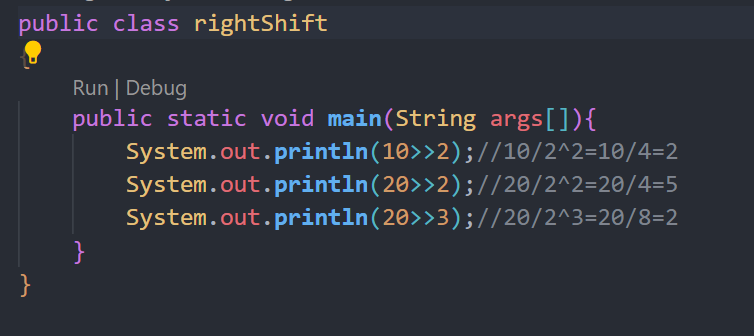 public class rightShift
{
Run | Debug
public static void main(String args[]){
System.out.println(10>>2);//10/2^2=10/4=2
System.out.println(20>>2);//20/2^2=20/4=5
System.out.println(20>>3);//20/2^3=20/8=2
}
}